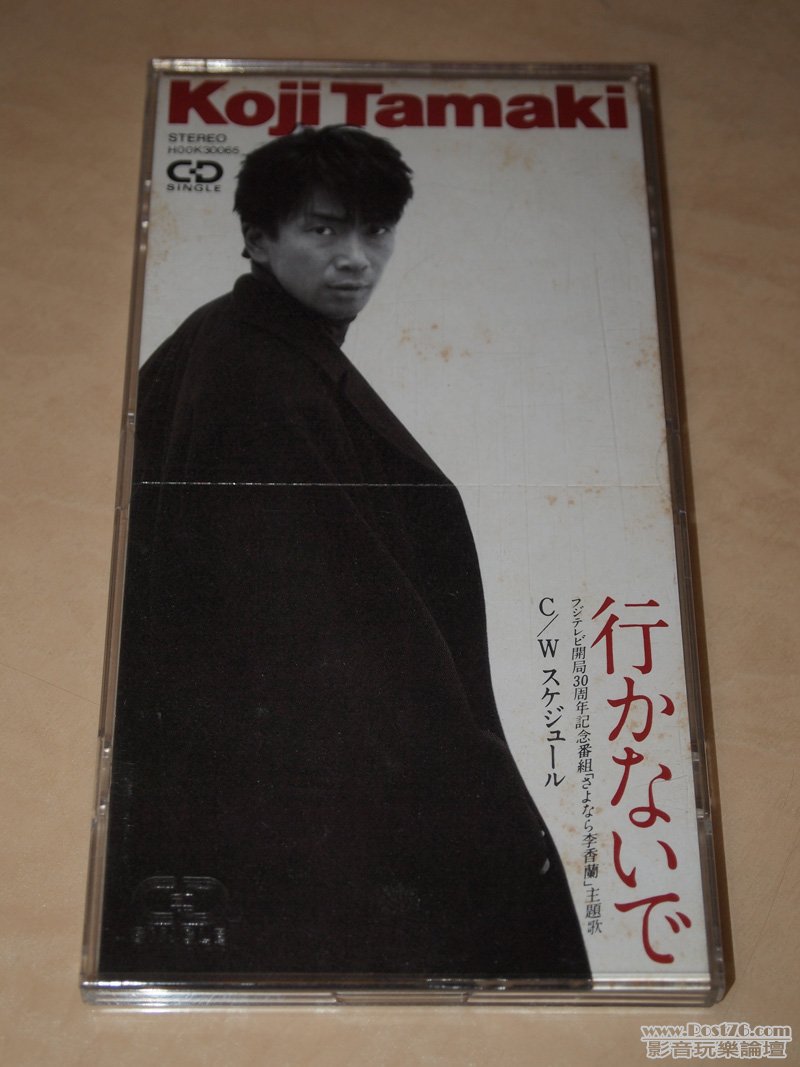 Koji Tamaki
STEREO
H00K30065
CD
SINGLE
行かないで
フジテレビ開局30周年記念番組「さよなら李香蘭」主題歌
C/W スケジュール
www.Post76.com
影音玩樂論壇